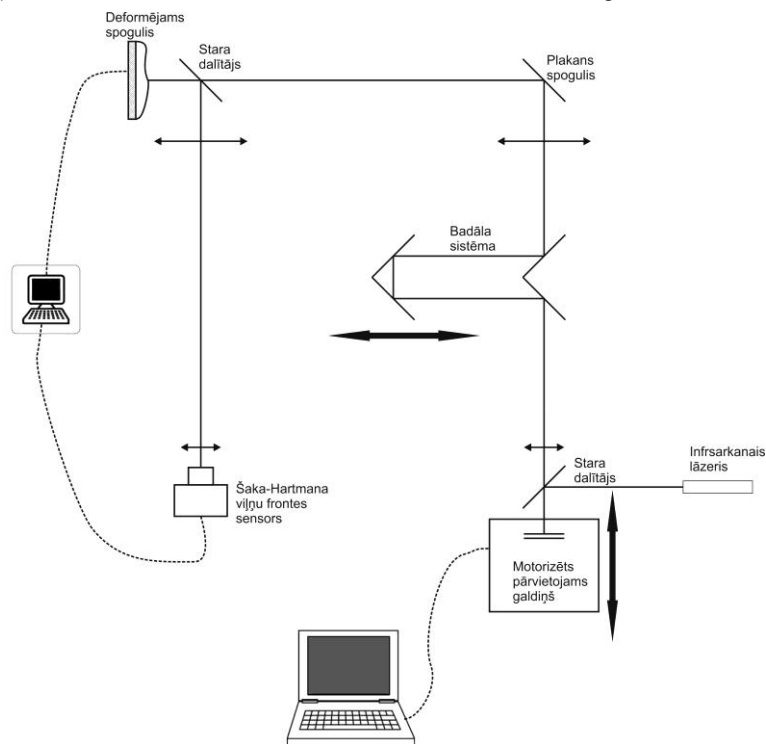 Deformējams
spogulis
Stara
dalītājs
Plakans
spogulis
Badāla
sistēma
Stara
dalītājs
Infrsarkanais
lāzeris
Šaka-Hartmana
viļņu frontes
sensors
Motorizēts
pārvietojams
galdiņš